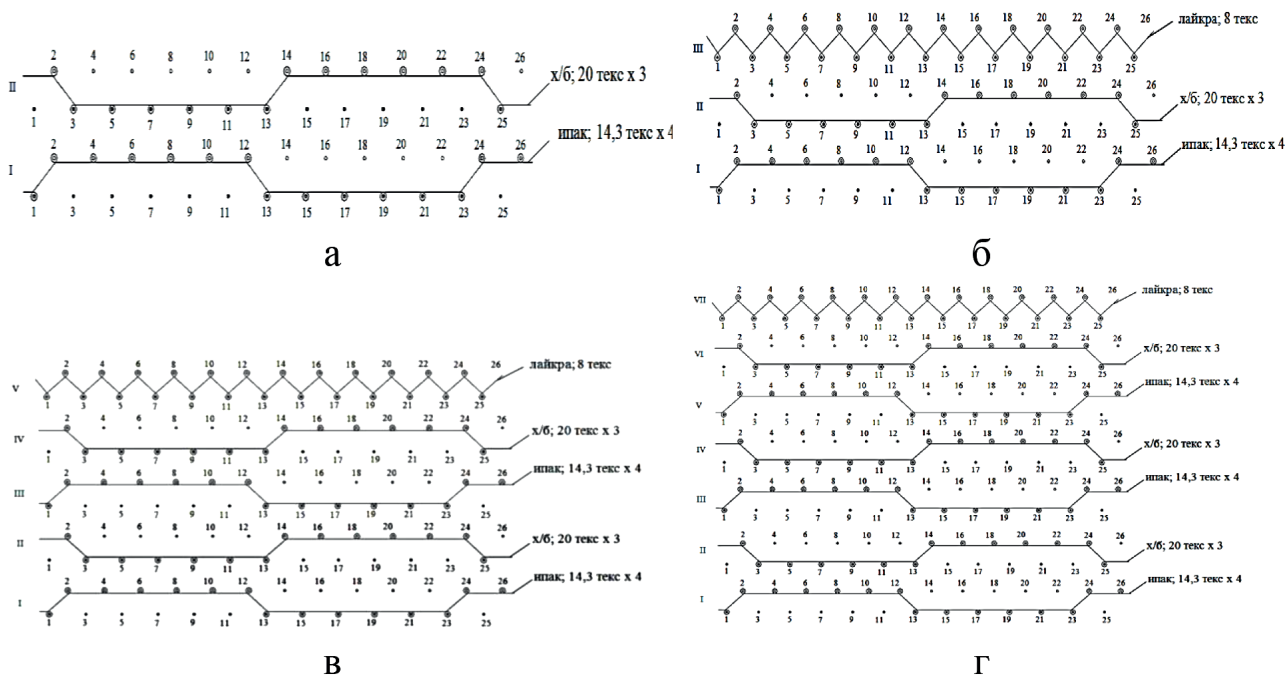 2 4 6 8 10 12 14 16 18 20 22 24 26
II
х/б; 20 текс х 3
1 3 5 7 9 11 13 15 17 19 21 23 25
ипак; 14,3 текс х 4
2 4 6 8 10 12 14 16 18 20 22 24 26
I
1 3 5 7 9 11 13 15 17 19 21 23 25
а
2 4 6 8 10 12 14 16 18 20 22 24 26
лайкра; 8 текс
III
1 3 5 7 9 11 13 15 17 19 21 23 25
2 4 6 8 10 12 14 16 18 20 22 24 26
х/б; 20 текс х 3
II
1 3 5 7 9 11 13 15 17 19 21 23 25
ипак; 14,3 текс х 4
2 4 6 8 10 12 14 16 18 20 22 24 26
I
1 3 5 7 9 11 13 15 17 19 21 23 25
б
2 4 6 8 10 12 14 16 18 20 22 24 26
лайкра; 8 текс
V
1 3 5 7 9 11 13 15 17 19 21 23 25
2 4 6 8 10 12 14 16 18 20 22 24 26
х/б; 20 текс х 3
IV
1 3 5 7 9 11 13 15 17 19 21 23 25
ипак; 14,3 текс х 4
2 4 6 8 10 12 14 16 18 20 22 24 26
III
1 3 5 7 9 11 13 15 17 19 21 23 25
2 4 6 8 10 12 14 16 18 20 22 24 26
х/б; 20 текс х 3
II
1 3 5 7 9 11 13 15 17 19 21 23 25
ипак; 14,3 текс х 4
2 4 6 8 10 12 14 16 18 20 22 24 26
I
1 3 5 7 9 11 13 15 17 19 21 23 25
в
2 4 6 8 10 12 14 16 18 20 22 24 26
лайкра; 8 текс
VII
1 3 5 7 9 11 13 15 17 19 21 23 25
2 4 6 8 10 12 14 16 18 20 22 24 26
х/б; 20 текс х 3
VI
1 3 5 7 9 11 13 15 17 19 21 23 25
ипак; 14,3 текс х 4
2 4 6 8 10 12 14 16 18 20 22 24 26
V
1 3 5 7 9 11 13 15 17 19 21 23 25
2 4 6 8 10 12 14 16 18 20 22 24 26
х/б; 20 текс х 3
IV
1 3 5 7 9 11 13 15 17 19 21 23 25
ипак; 14,3 текс х 4
2 4 6 8 10 12 14 16 18 20 22 24 26
III
1 3 5 7 9 11 13 15 17 19 21 23 25
2 4 6 8 10 12 14 16 18 20 22 24 26
х/б; 20 текс х 3
II
1 3 5 7 9 11 13 15 17 19 21 23 25
ипак; 14,3 текс х 4
2 4 6 8 10 12 14 16 18 20 22 24 26
I
1 3 5 7 9 11 13 15 17 19 21 23 25
г